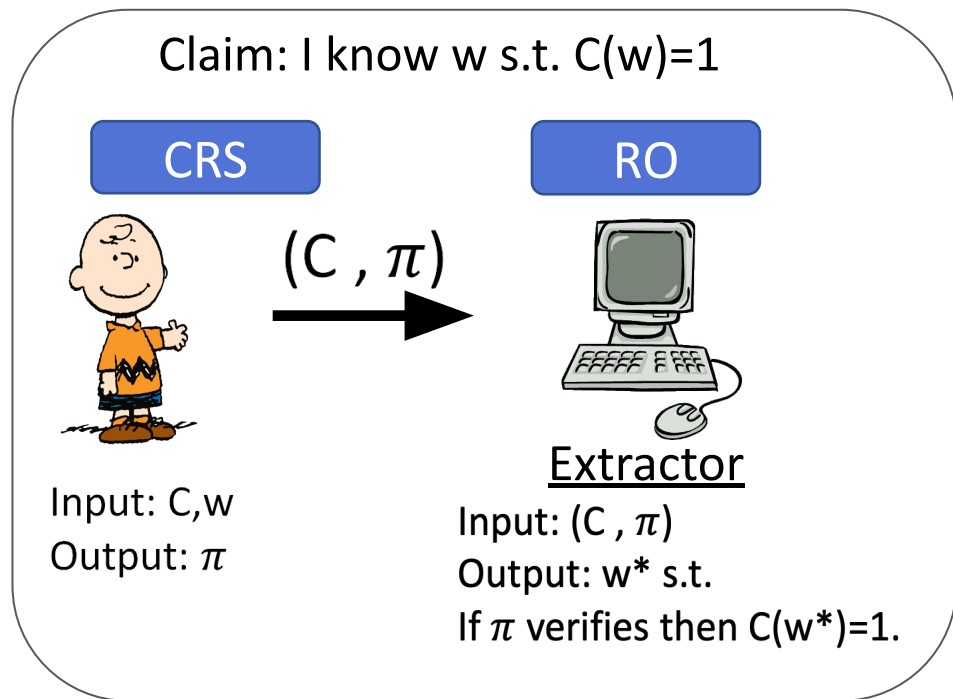 Claim: I know w s.t. C(w)=1
CRS
RO
(C , π)
Extractor
Input: C,w
Output: π
Input: (C , π)
Output: w* s.t.
If π verifies then C(w*)=1.